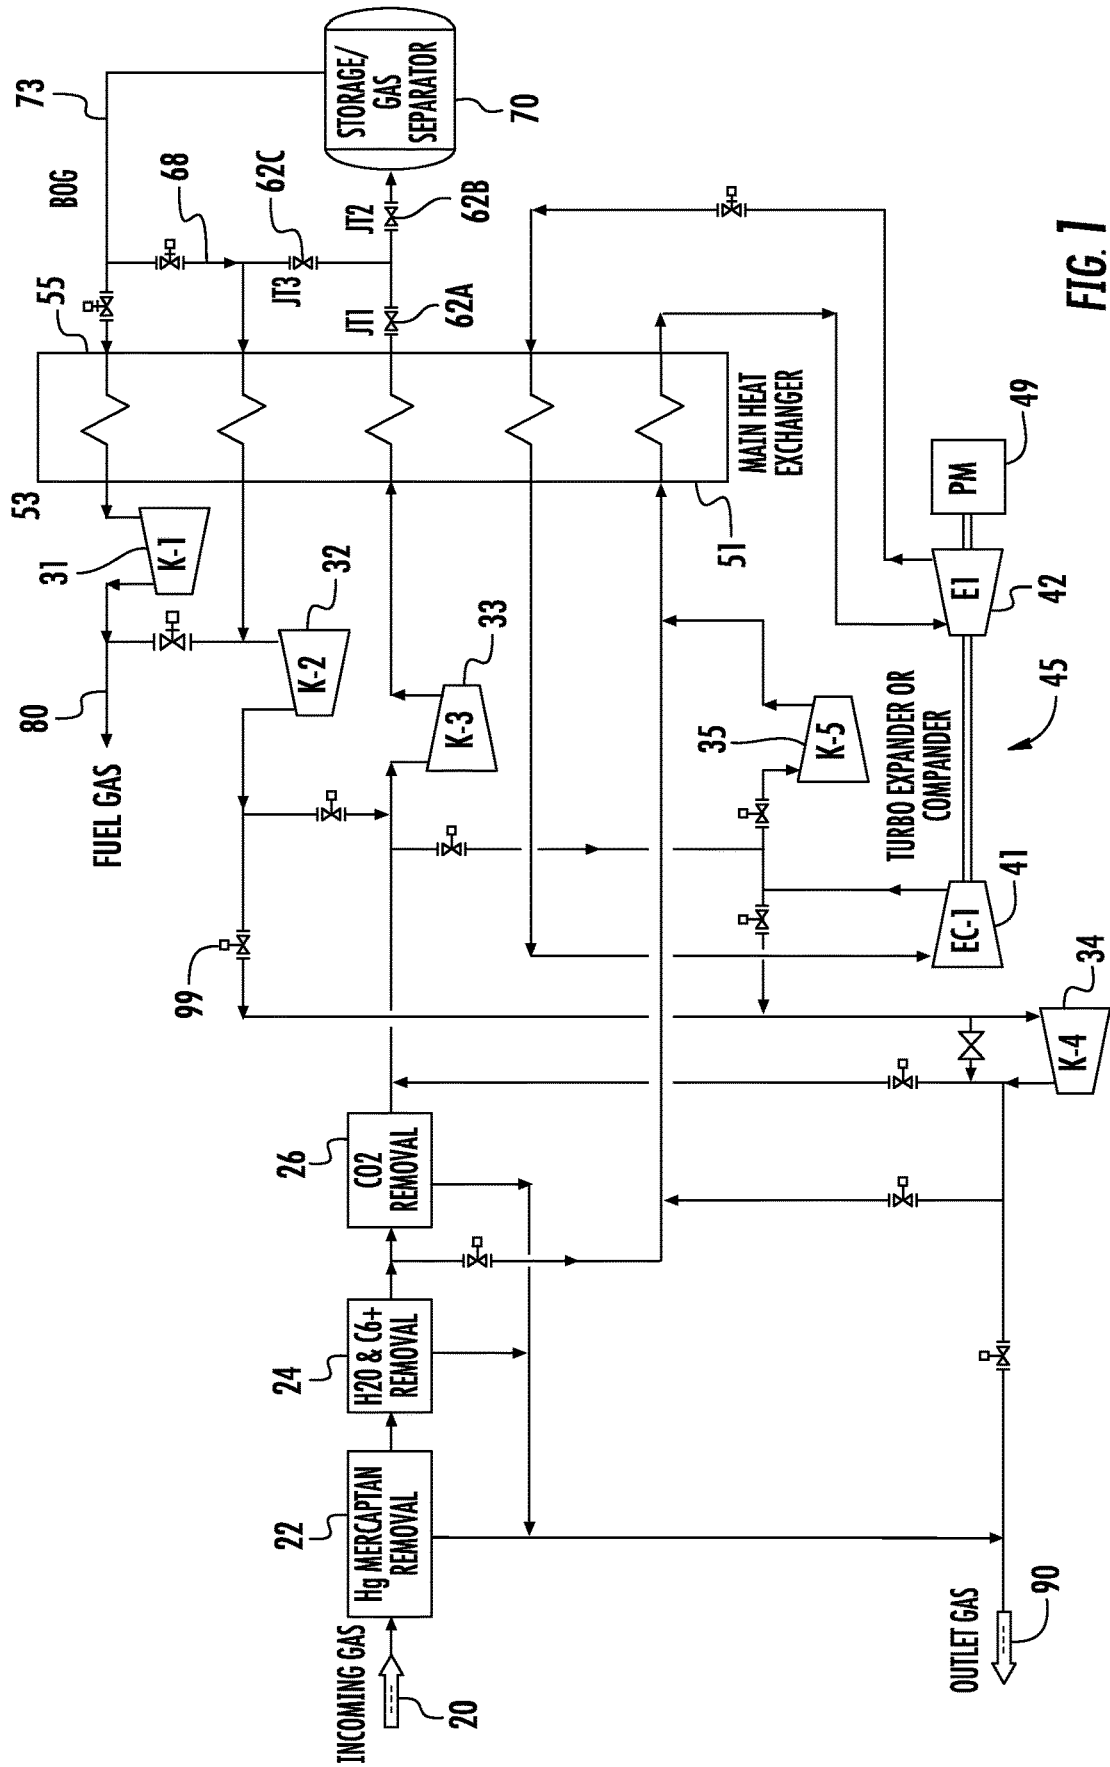 73
BOG
68
62C
STORAGE/
GAS
SEPARATOR
70
JT2
62B
JT3
JT1
62A
55
53
MAIN HEAT
EXCHANGER
51
31
K-1
32
K-2
33
K-3
80
FUEL GAS
35
K-5
PM
49
E1
42
TURBO EXPANDER OR
COMPANDER
45
EC-1
41
99
34
K-4
26
CO2
REMOVAL
24
H2O & C6+
REMOVAL
22
Hg MERCAPTAN
REMOVAL
INCOMING GAS
20
OUTLET GAS
90
FIG. 1